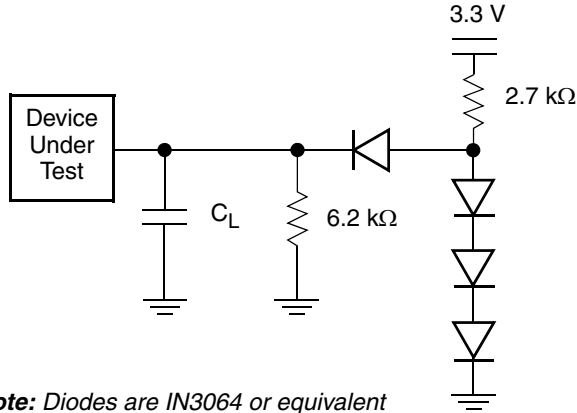 3.3 V
2.7 kΩ
Device
Under
Test
C_L
6.2 kΩ
ote: Diodes are IN3064 or equivalent